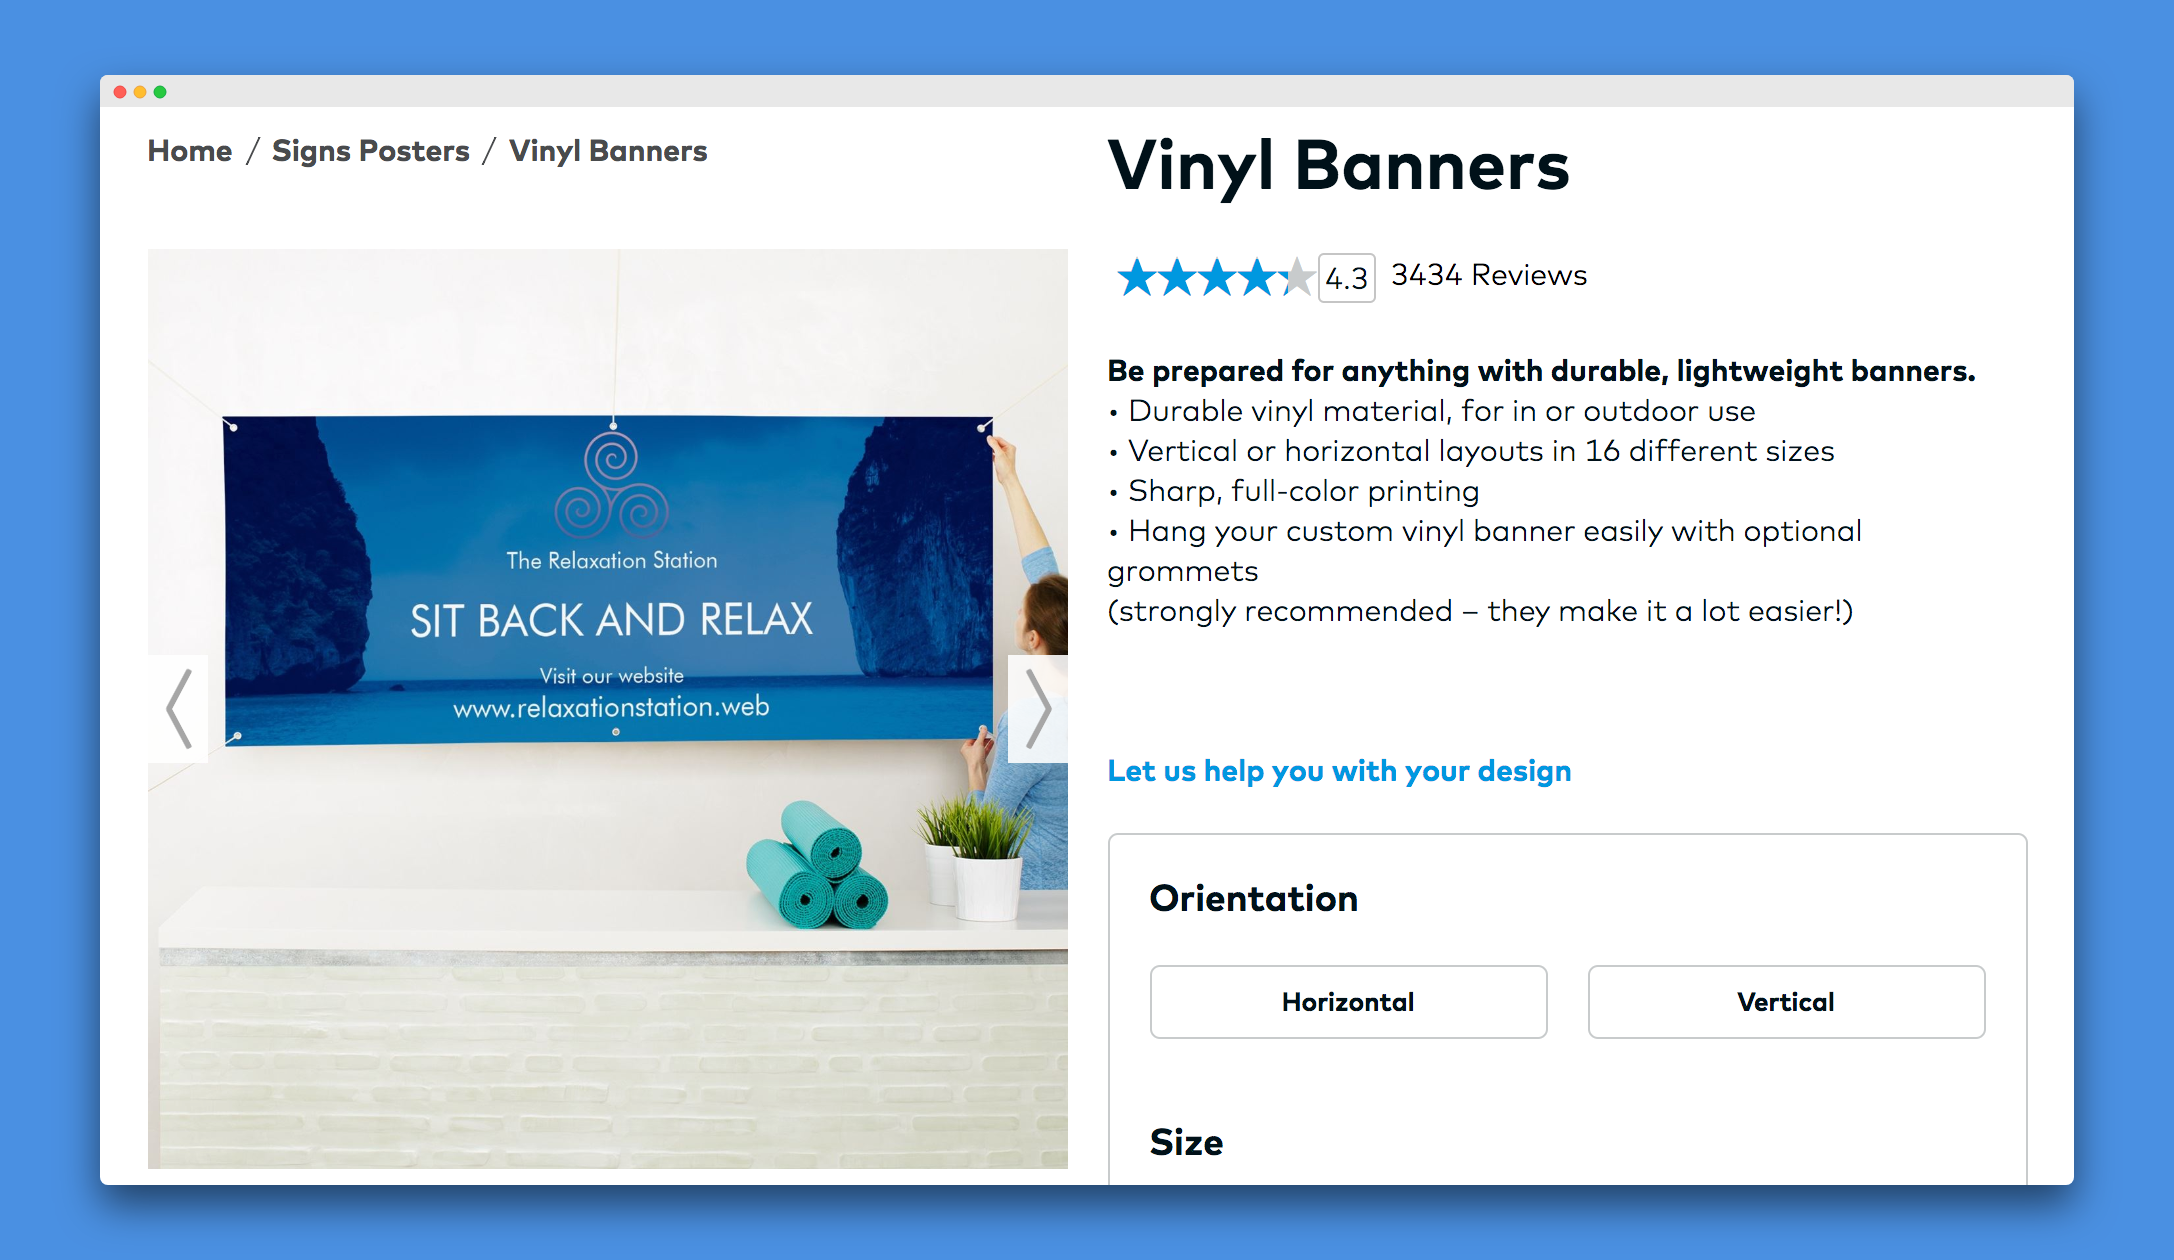 Home / Signs Posters / Vinyl Banners
Vinyl Banners
4.3 3434 Reviews
Be prepared for anything with durable, lightweight banners.
• Durable vinyl material, for in or outdoor use
• Vertical or horizontal layouts in 16 different sizes
• Sharp, full-color printing
• Hang your custom vinyl banner easily with optional
grommets
(strongly recommended – they make it a lot easier!)
The Relaxation Station
SIT BACK AND RELAX
Visit our website
www.relaxationstation.web
Let us help you with your design
Orientation
Horizontal Vertical
Size